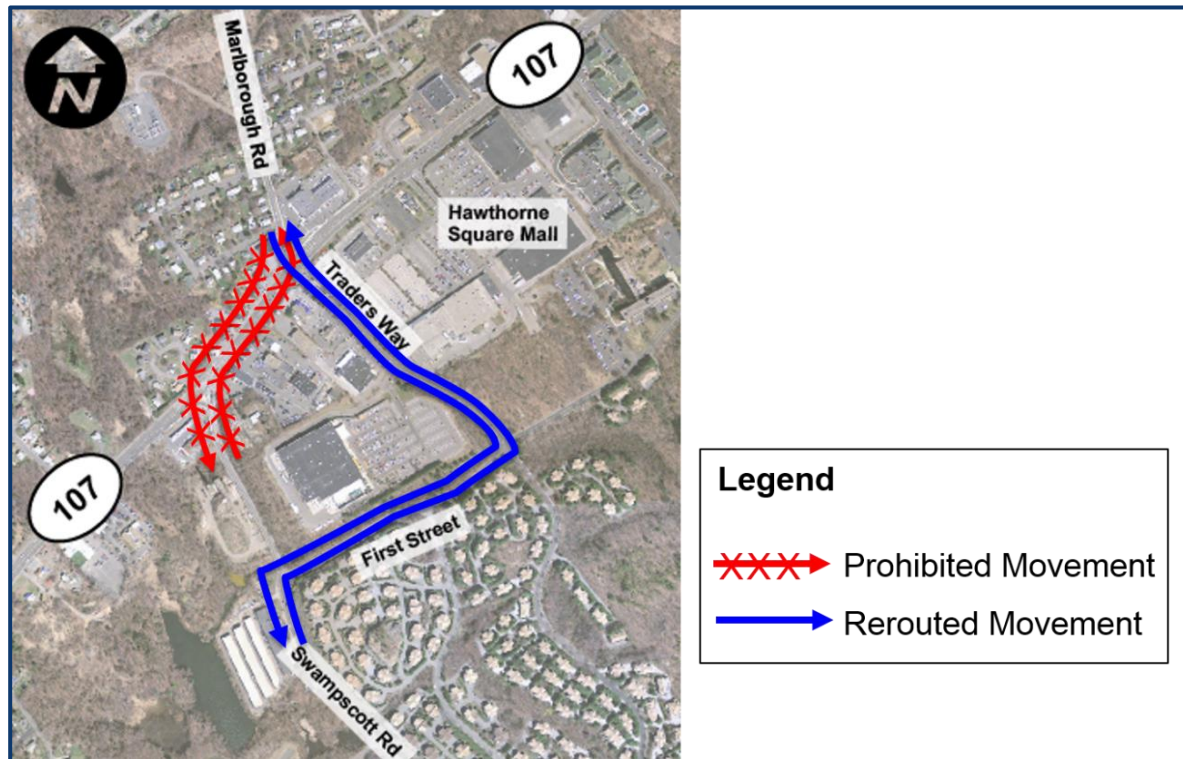 N
Marlborough Rd
107
Hawthorne
Square Mall
Traders Way
107
First Street
Swampscott Rd
Legend
Prohibited Movement
Rerouted Movement